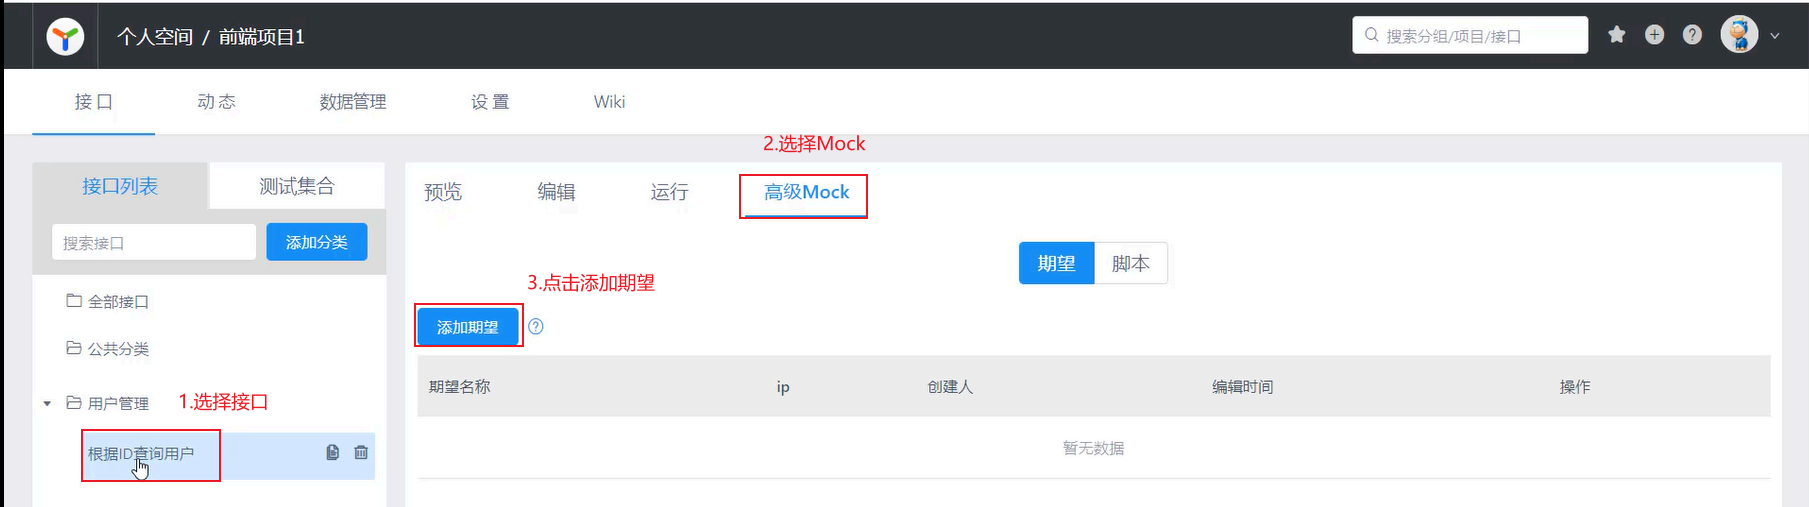 个人空间 / 前端项目1
搜索分组/项目/接口
接口 动态 数据管理 设置 Wiki
2.选择Mock
接口列表 测试集合
预览 编辑 运行 高级Mock
搜索接口 添加分类
期望 脚本
3.点击添加期望
全部接口
添加期望
公共分类
期望名称 ip 创建人 编辑时间 操作
用户管理 1.选择接口
暂无数据
根据ID查询用户